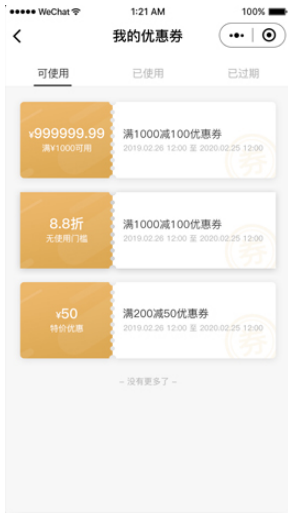 ●●●●● WeChat 1:21 AM 100%
我的优惠券
可使用 已使用 已过期
¥999999.99
满¥1000可用
满1000减100优惠券
2019.02.26 12:00 至 2020.02.25 12:00
券
8.8折
无使用门槛
满1000减100优惠券
2019.02.26 12:00 至 2020.02.25 12:00
券
¥50
特价优惠
满200减50优惠券
2019.02.26 12:00 至 2020.02.25 12:00
券
~ 没有更多了 ~